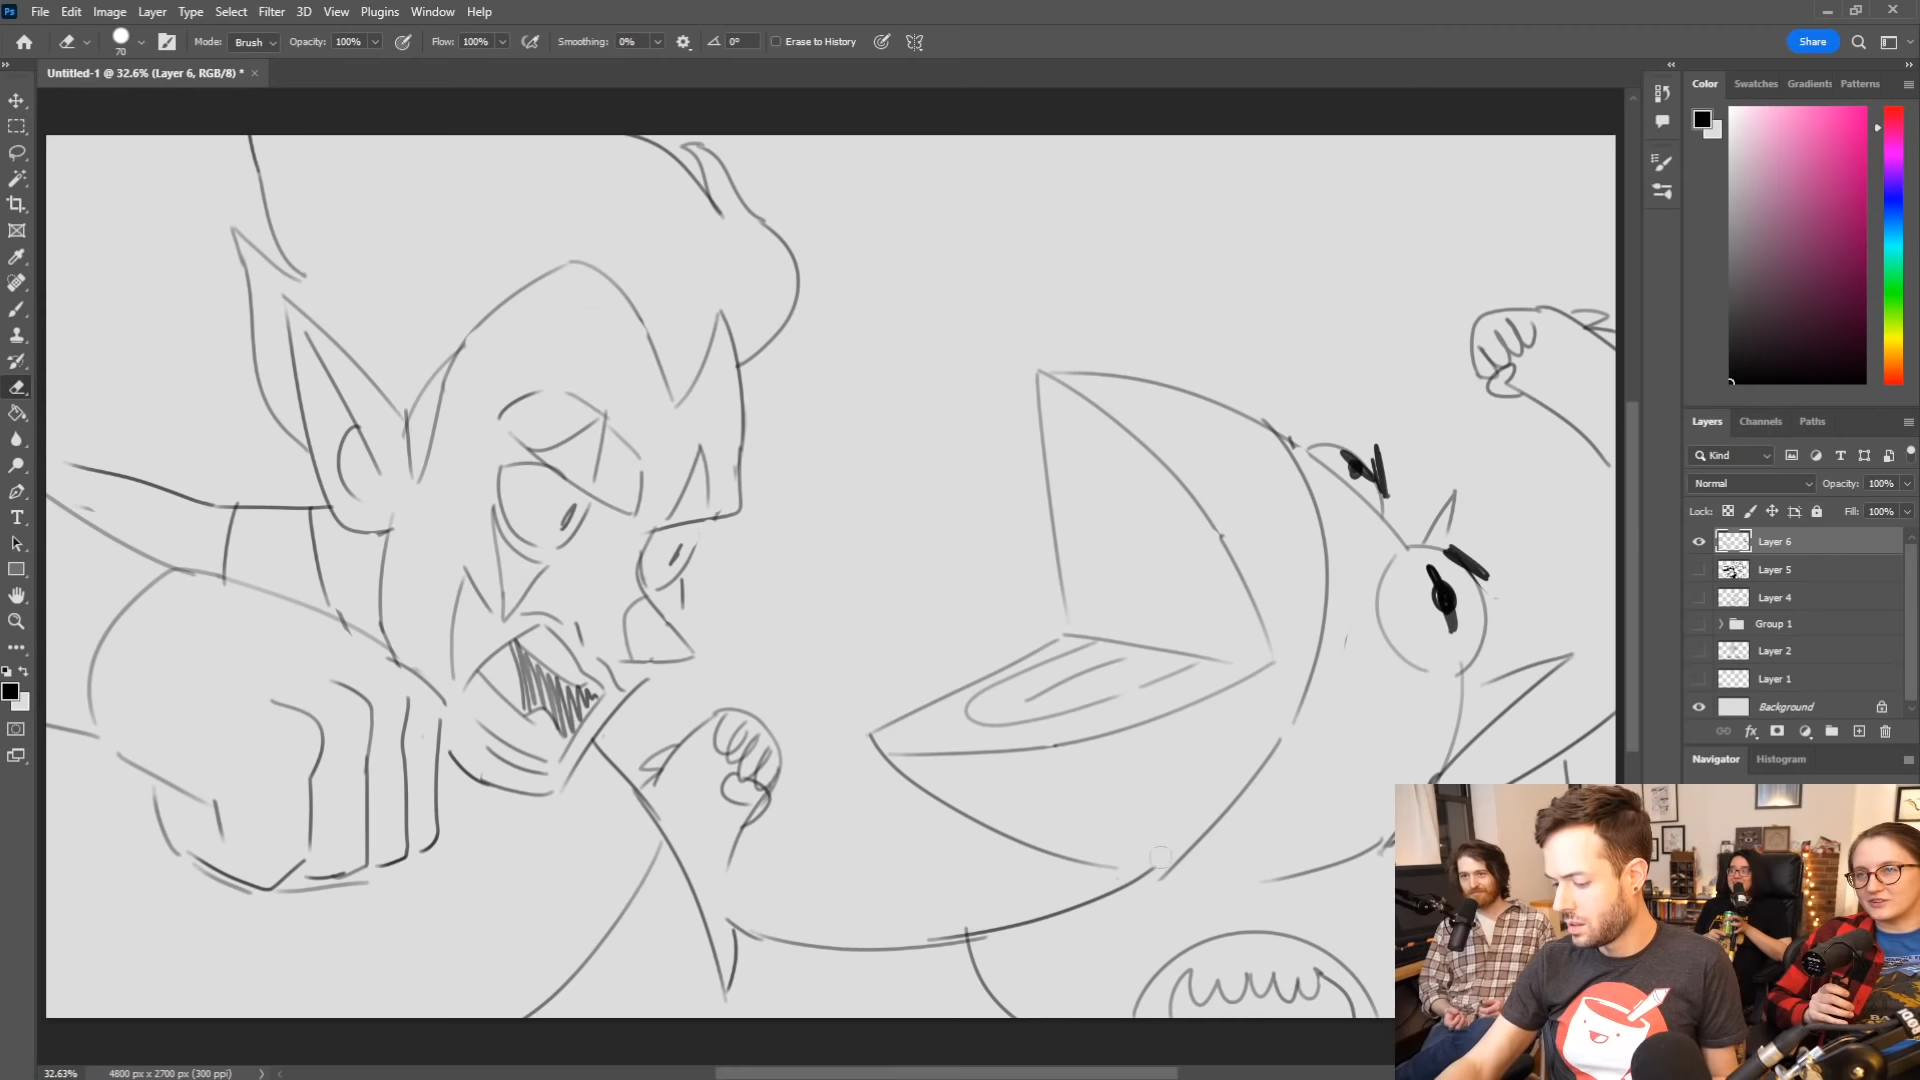 Ps File Edit Image Layer Type Select Filter 3D View Plugins Window Help
70 Mode: Brush Opacity: 100% Flow: 100% Smoothing: 0% 0° Erase to History Share
Untitled-1 @ 32.6% (Layer 6, RGB/8) *
Color Swatches Gradients Patterns
Layers Channels Paths
Kind
Normal Opacity: 100%
Lock: Fill: 100%
Layer 6
Layer 5
Layer 4
Group 1
Layer 2
Layer 1
Background
fx
Navigator Histogram
32.63% 4800 px x 2700 px (300 ppi)